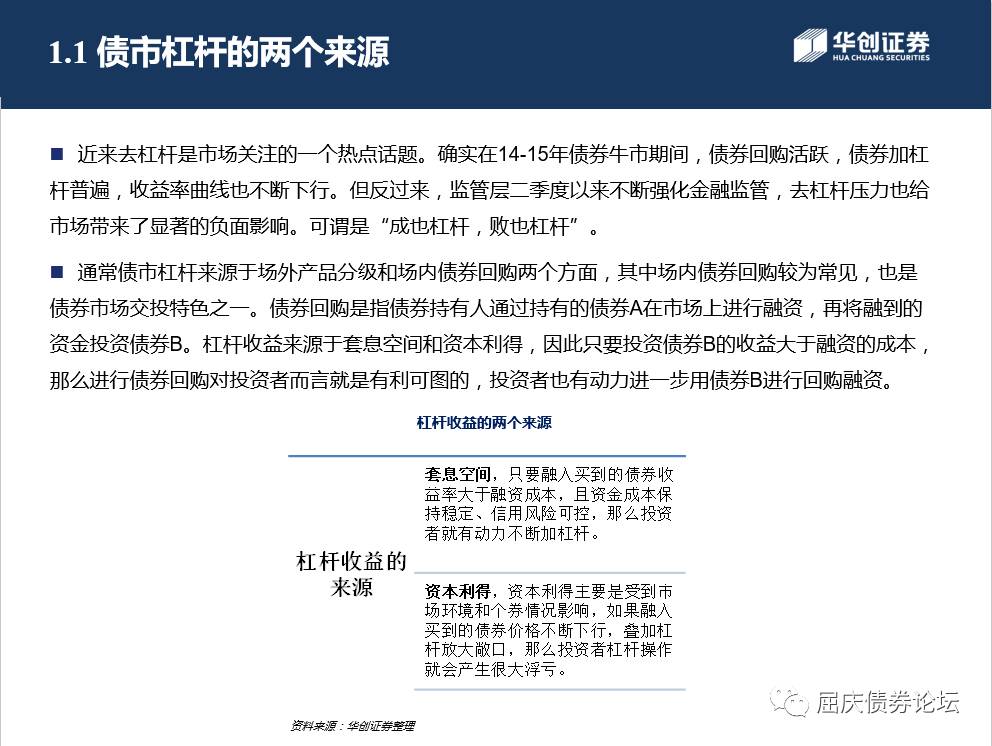 1.1 债市杠杆的两个来源
华创证券
HUA CHUANG SECURITIES
■ 近来去杠杆是市场关注的一个热点话题。确实在14-15年债券牛市期间，债券回购活跃，债券加杠
杆普遍，收益率曲线也不断下行。但反过来，监管层二季度以来不断强化金融监管，去杠杆压力也给
市场带来了显著的负面影响。可谓是“成也杠杆，败也杠杆”。
■ 通常债市杠杆来源于场外产品分级和场内债券回购两个方面，其中场内债券回购较为常见，也是
债券市场交投特色之一。债券回购是指债券持有人通过持有的债券A在市场上进行融资，再将融到的
资金投资债券B。杠杆收益来源于套息空间和资本利得，因此只要投资债券B的收益大于融资的成本，
那么进行债券回购对投资者而言就是有利可图的，投资者也有动力进一步用债券B进行回购融资。
杠杆收益的两个来源
杠杆收益的
来源
套息空间，只要融入买到的债券收
益率大于融资成本，且资金成本保
持稳定、信用风险可控，那么投资
者就有动力不断加杠杆。
资本利得，资本利得主要是受到市
场环境和个券情况影响，如果融入
买到的债券价格不断下行，叠加杠
杆放大敞口，那么投资者杠杆操作
就会产生很大浮亏。
资料来源：华创证券整理
屈庆债券论坛